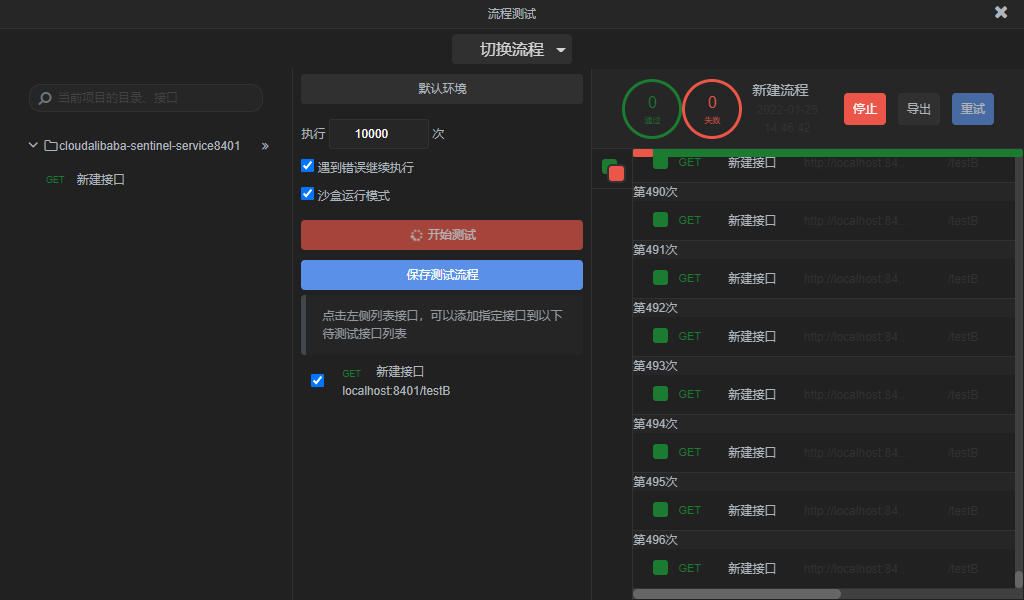 流程测试
切换流程
当前项目的目录、接口
cloudalibaba-sentinel-service8401
GET 新建接口
默认环境
执行 10000 次
遇到错误继续执行
沙盒运行模式
开始测试
保存测试流程
点击左侧列表接口，可以添加指定接口到以下
待测试接口列表
GET 新建接口
localhost:8401/testB
0
通过
0
失败
新建流程
2022-01-25
14:46:42
停止
导出
重试
GET 新建接口
第490次
GET 新建接口 http://localhost:84... /testB
第491次
GET 新建接口 http://localhost:84... /testB
第492次
GET 新建接口 http://localhost:84... /testB
第493次
GET 新建接口 http://localhost:84... /testB
第494次
GET 新建接口 http://localhost:84... /testB
第495次
GET 新建接口 http://localhost:84... /testB
第496次
GET 新建接口 http://localhost:84... /testB